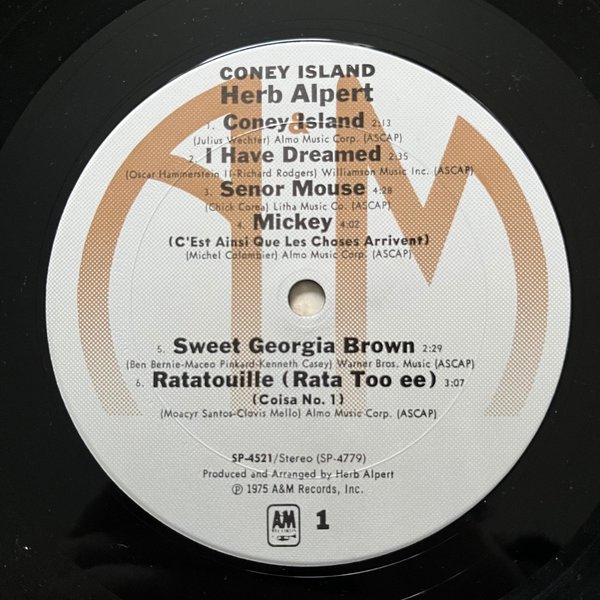 CONEY ISLAND
Herb Alpert
1. Coney Island 2:13
(Julius Wechter) Almo Music Corp. (ASCAP)
2. I Have Dreamed 2:35
(Oscar Hammerstein II-Richard Rodgers) Williamson Music Inc. (ASCAP)
3. Senor Mouse 4:28
(Chick Corea) Litha Music Co. (ASCAP)
4. Mickey 4:02
(C'Est Ainsi Que Les Choses Arrivent)
(Michel Colombier) Almo Music Corp. (ASCAP)
5. Sweet Georgia Brown 2:29
(Ben Bernie-Maceo Pinkard-Kenneth Casey) Warner Bros. Music (ASCAP)
6. Ratatouille (Rata Too ee) 3:07
(Coisa No. 1)
(Moacyr Santos-Clovis Mello) Almo Music Corp. (ASCAP)
SP-4521/Stereo (SP-4779)
Produced and Arranged by Herb Alpert
℗ 1975 A&M Records, Inc.
A&M RECORDS 1